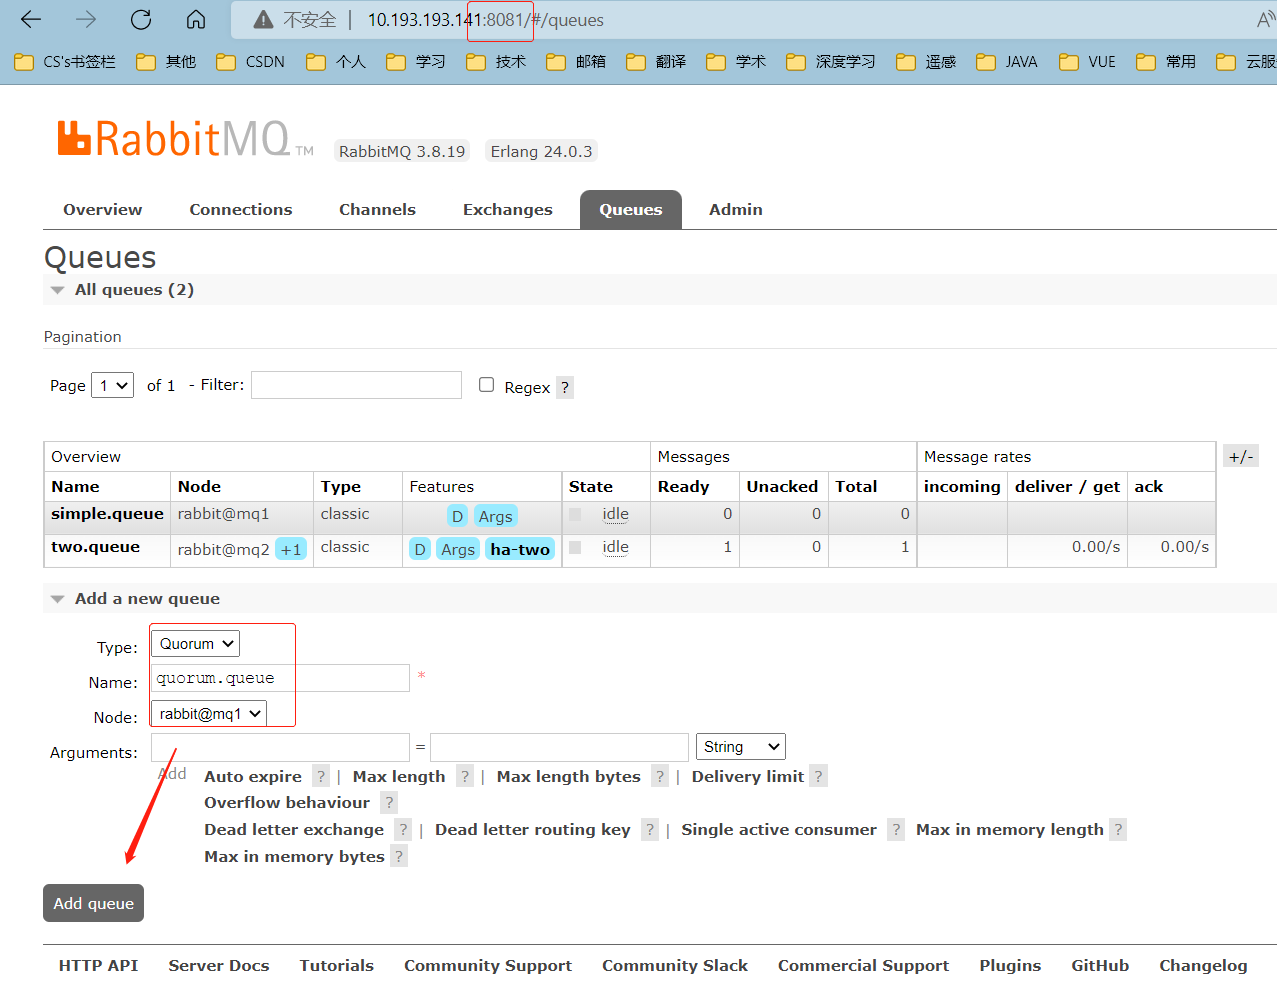 不安全 | 10.193.193.141:8081/#/queues A
CS's书签栏 其他 CSDN 个人 学习 技术 邮箱 翻译 学术 深度学习 遥感 JAVA VUE 常用 云服
RabbitMQ TM RabbitMQ 3.8.19 Erlang 24.0.3
Overview Connections Channels Exchanges Queues Admin
Queues
All queues (2)
Pagination
Page 1 of 1 - Filter: Regex ?
Overview Messages Message rates +/-
Name Node Type Features State Ready Unacked Total incoming deliver / get ack
simple.queue rabbit@mq1 classic D Args idle 0 0 0
two.queue rabbit@mq2 +1 classic D Args ha-two idle 1 0 1 0.00/s 0.00/s
Add a new queue
Type: Quorum
Name: quorum.queue *
Node: rabbit@mq1
Arguments: = String
Add Auto expire ? | Max length ? | Max length bytes ? | Delivery limit ?
Overflow behaviour ?
Dead letter exchange ? | Dead letter routing key ? | Single active consumer ? Max in memory length ?
Max in memory bytes ?
Add queue
HTTP API Server Docs Tutorials Community Support Community Slack Commercial Support Plugins GitHub Changelog